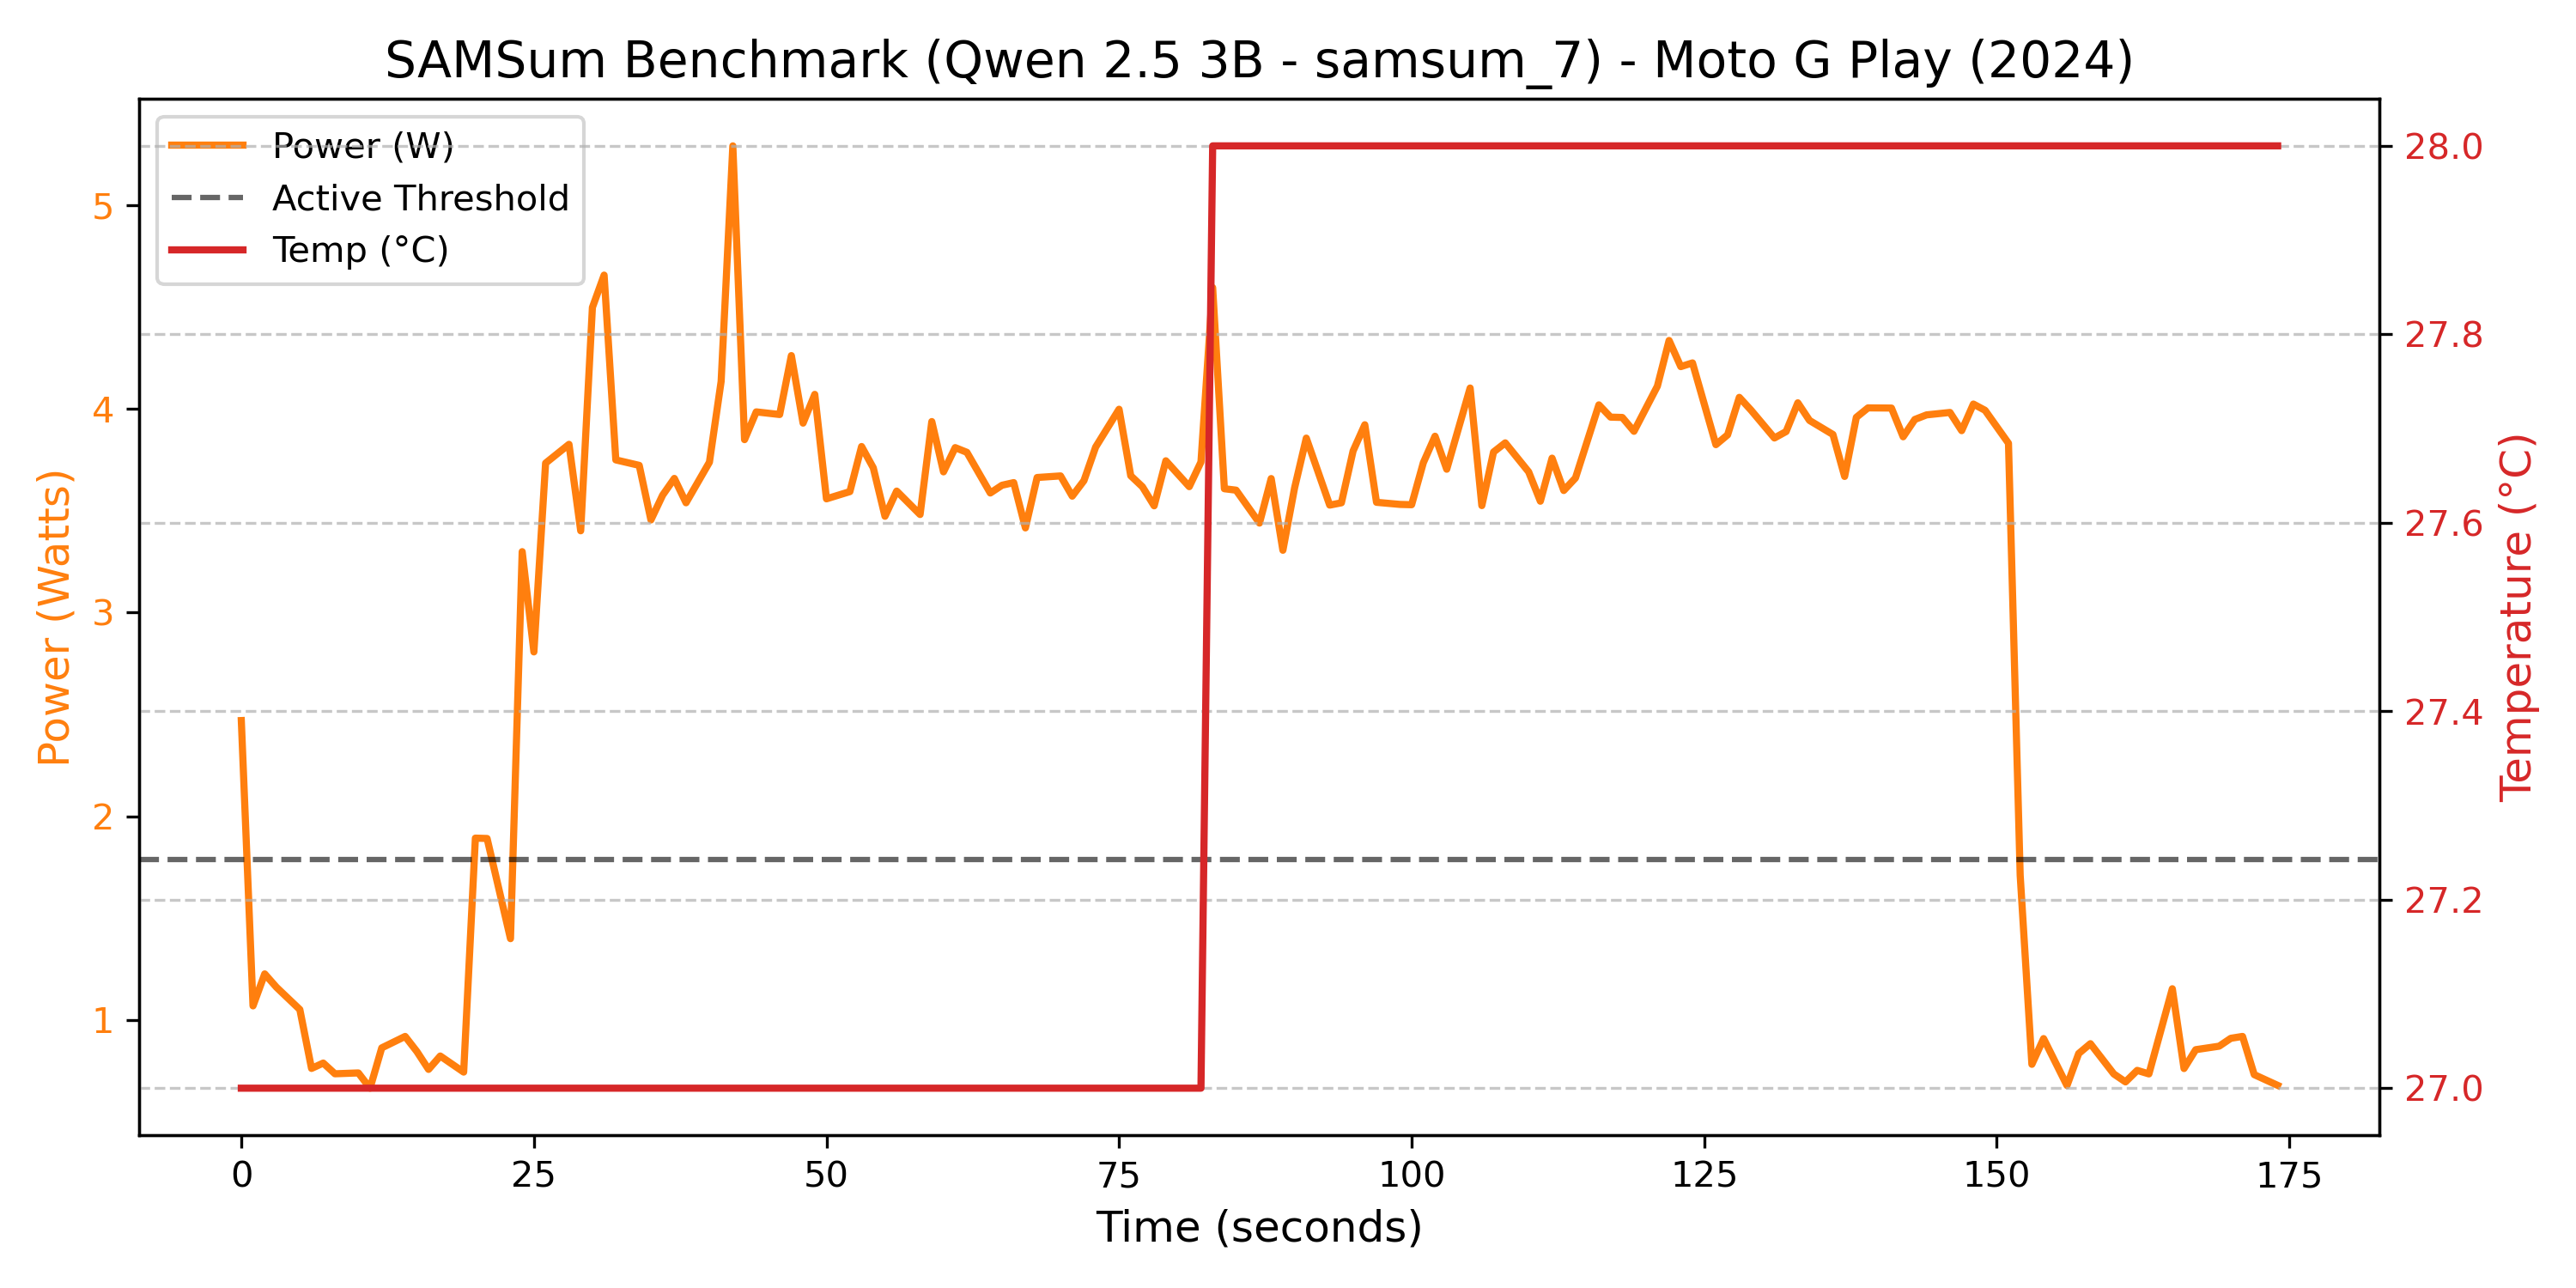 SAMSum Benchmark (Qwen 2.5 3B - samsum_7) - Moto G Play (2024)
Power (W)
Active Threshold
Temp (°C)
5
4
3
2
1
Power (Watts)
28.0
27.8
27.6
27.4
27.2
27.0
Temperature (°C)
0 25 50 75 100 125 150 175
Time (seconds)